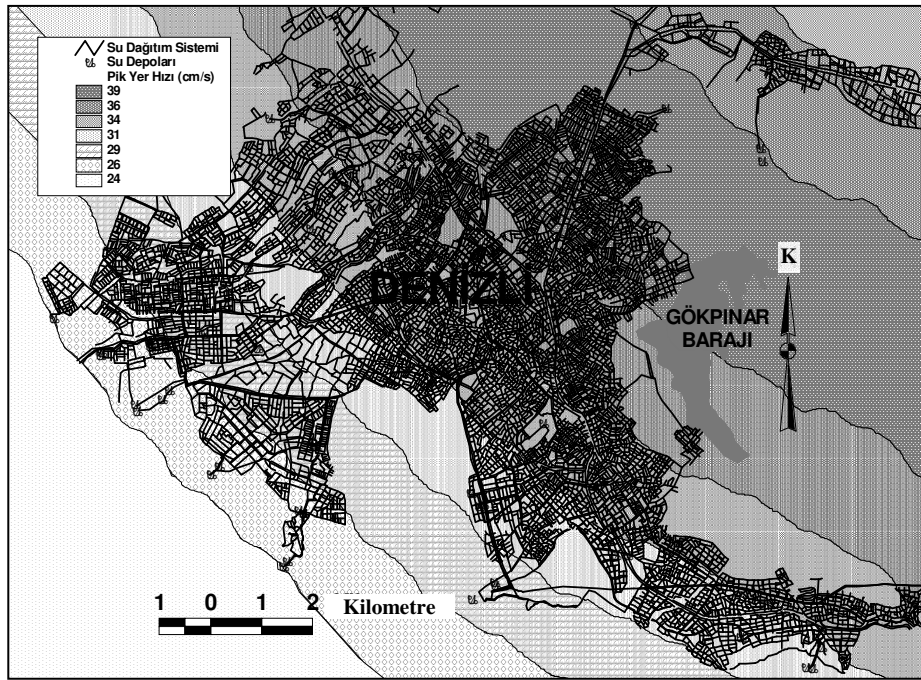 Su Dağıtım Sistemi
Su Depoları
Pik Yer Hızı (cm/s)
39
36
34
31
29
26
24
DENİZLİ
K
GÖKPINAR
BARAJI
1 0 1 2 Kilometre